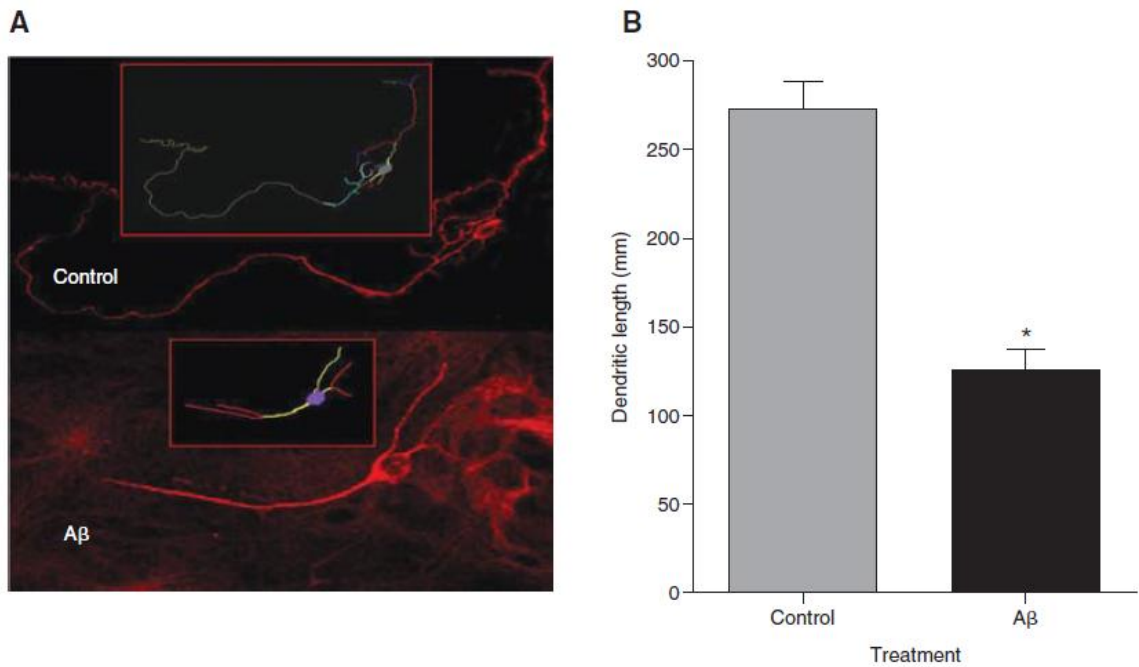 A
Control
Aβ
B
300
250
200
150
100
50
0
Dendritic length (mm)
*
Control
Aβ
Treatment